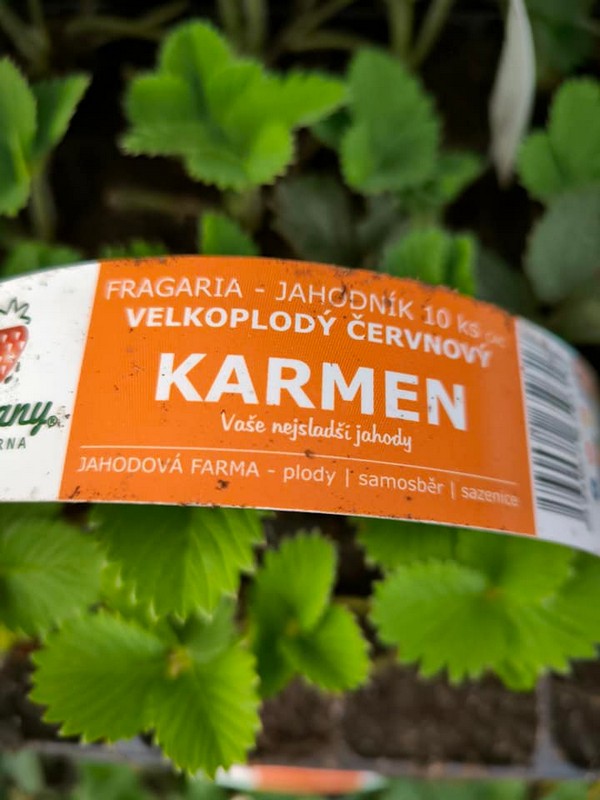 FRAGARIA - JAHODNÍK 10 ks
VELKOPLODÝ ČERVNOVÝ
KARMEN
Vaše nejsladší jahody
JAHODOVÁ FARMA - plody | samosběr | sazenice